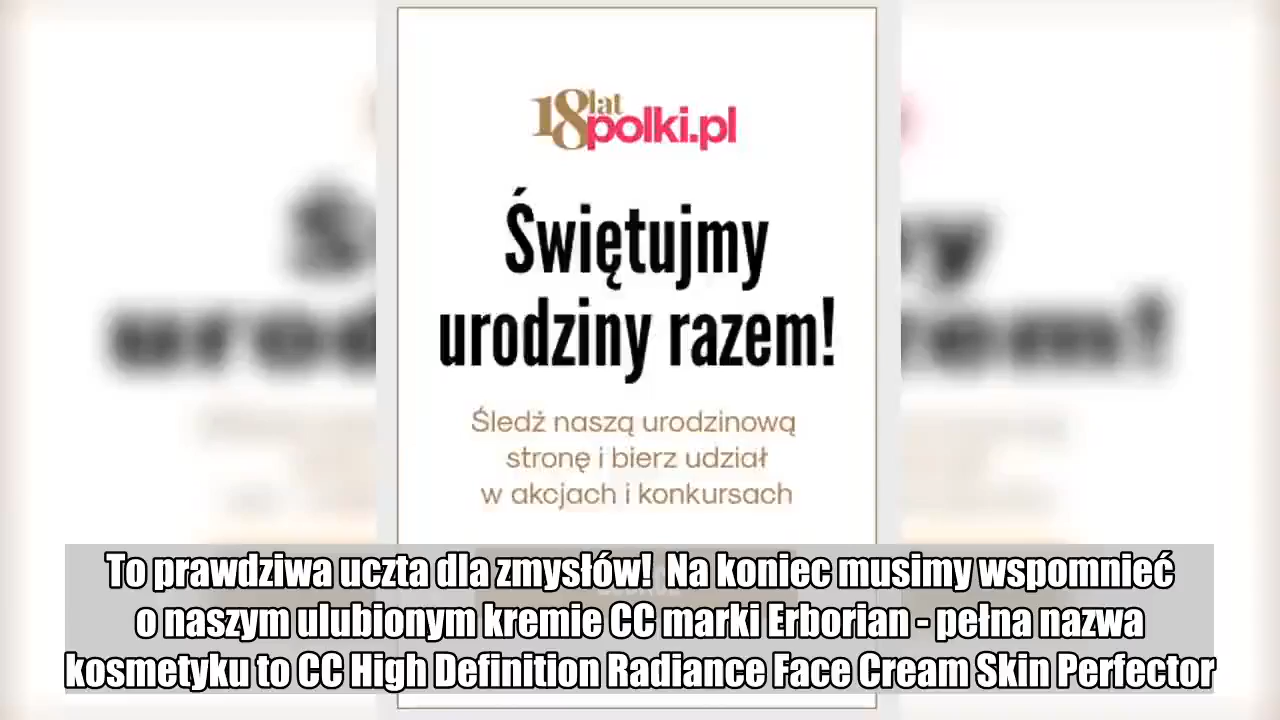 18 lat
polki.pl
Świętujmy
urodziny razem!
Śledź naszą urodzinową
stronę i bierz udział
w akcjach i konkursach
To prawdziwa uczta dla zmysłów! Na koniec musimy wspomnieć
o naszym ulubionym kremie CC marki Erborian - pełna nazwa
kosmetyku to CC High Definition Radiance Face Cream Skin Perfector